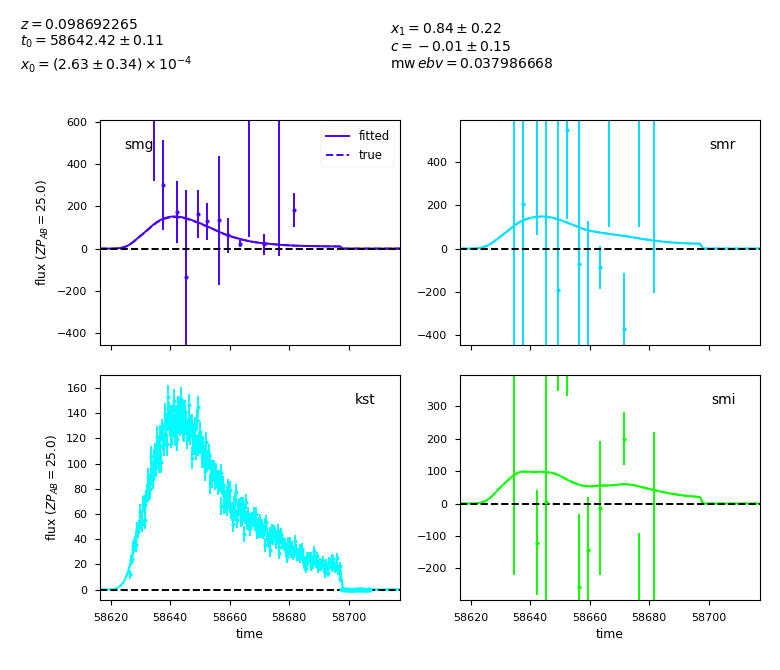 z = 0.098692265
t₀ = 58642.42 ± 0.11
x₀ = (2.63 ± 0.34) × 10⁻⁴
x₁ = 0.84 ± 0.22
c = −0.01 ± 0.15
mw ebv = 0.037986668
smg
fitted
true
600
400
200
0
−200
−400
flux (ZP_AB = 25.0)
smr
400
200
0
−200
−400
kst
160
140
120
100
80
60
40
20
0
flux (ZP_AB = 25.0)
58620 58640 58660 58680 58700
time
smi
300
200
100
0
−100
−200
58620 58640 58660 58680 58700
time